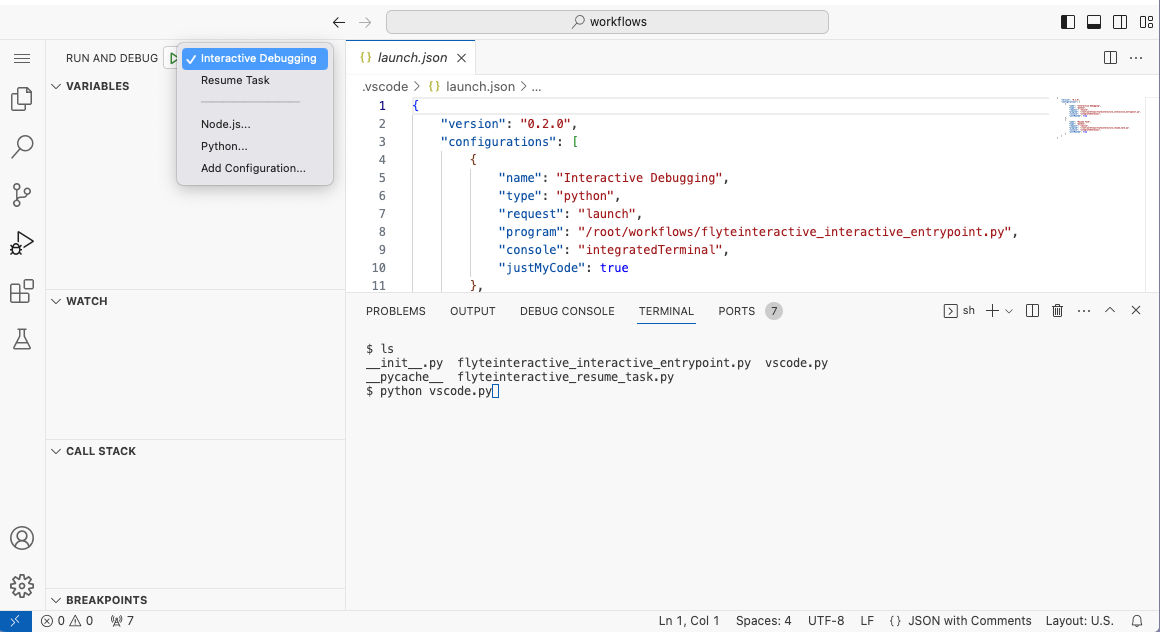 workflows
RUN AND DEBUG
Interactive Debugging
Resume Task
Node.js...
Python...
Add Configuration...
VARIABLES
WATCH
CALL STACK
BREAKPOINTS
{} launch.json
.vscode > {} launch.json > ...
1 {
2 "version": "0.2.0",
3 "configurations": [
4 {
5 "name": "Interactive Debugging",
6 "type": "python",
7 "request": "launch",
8 "program": "/root/workflows/flyteinteractive_interactive_entrypoint.py",
9 "console": "integratedTerminal",
10 "justMyCode": true
11 },
PROBLEMS OUTPUT DEBUG CONSOLE TERMINAL PORTS 7
sh
$ ls
__init__.py flyteinteractive_interactive_entrypoint.py vscode.py
__pycache__ flyteinteractive_resume_task.py
$ python vscode.py
0 0 7
Ln 1, Col 1 Spaces: 4 UTF-8 LF {} JSON with Comments Layout: U.S.